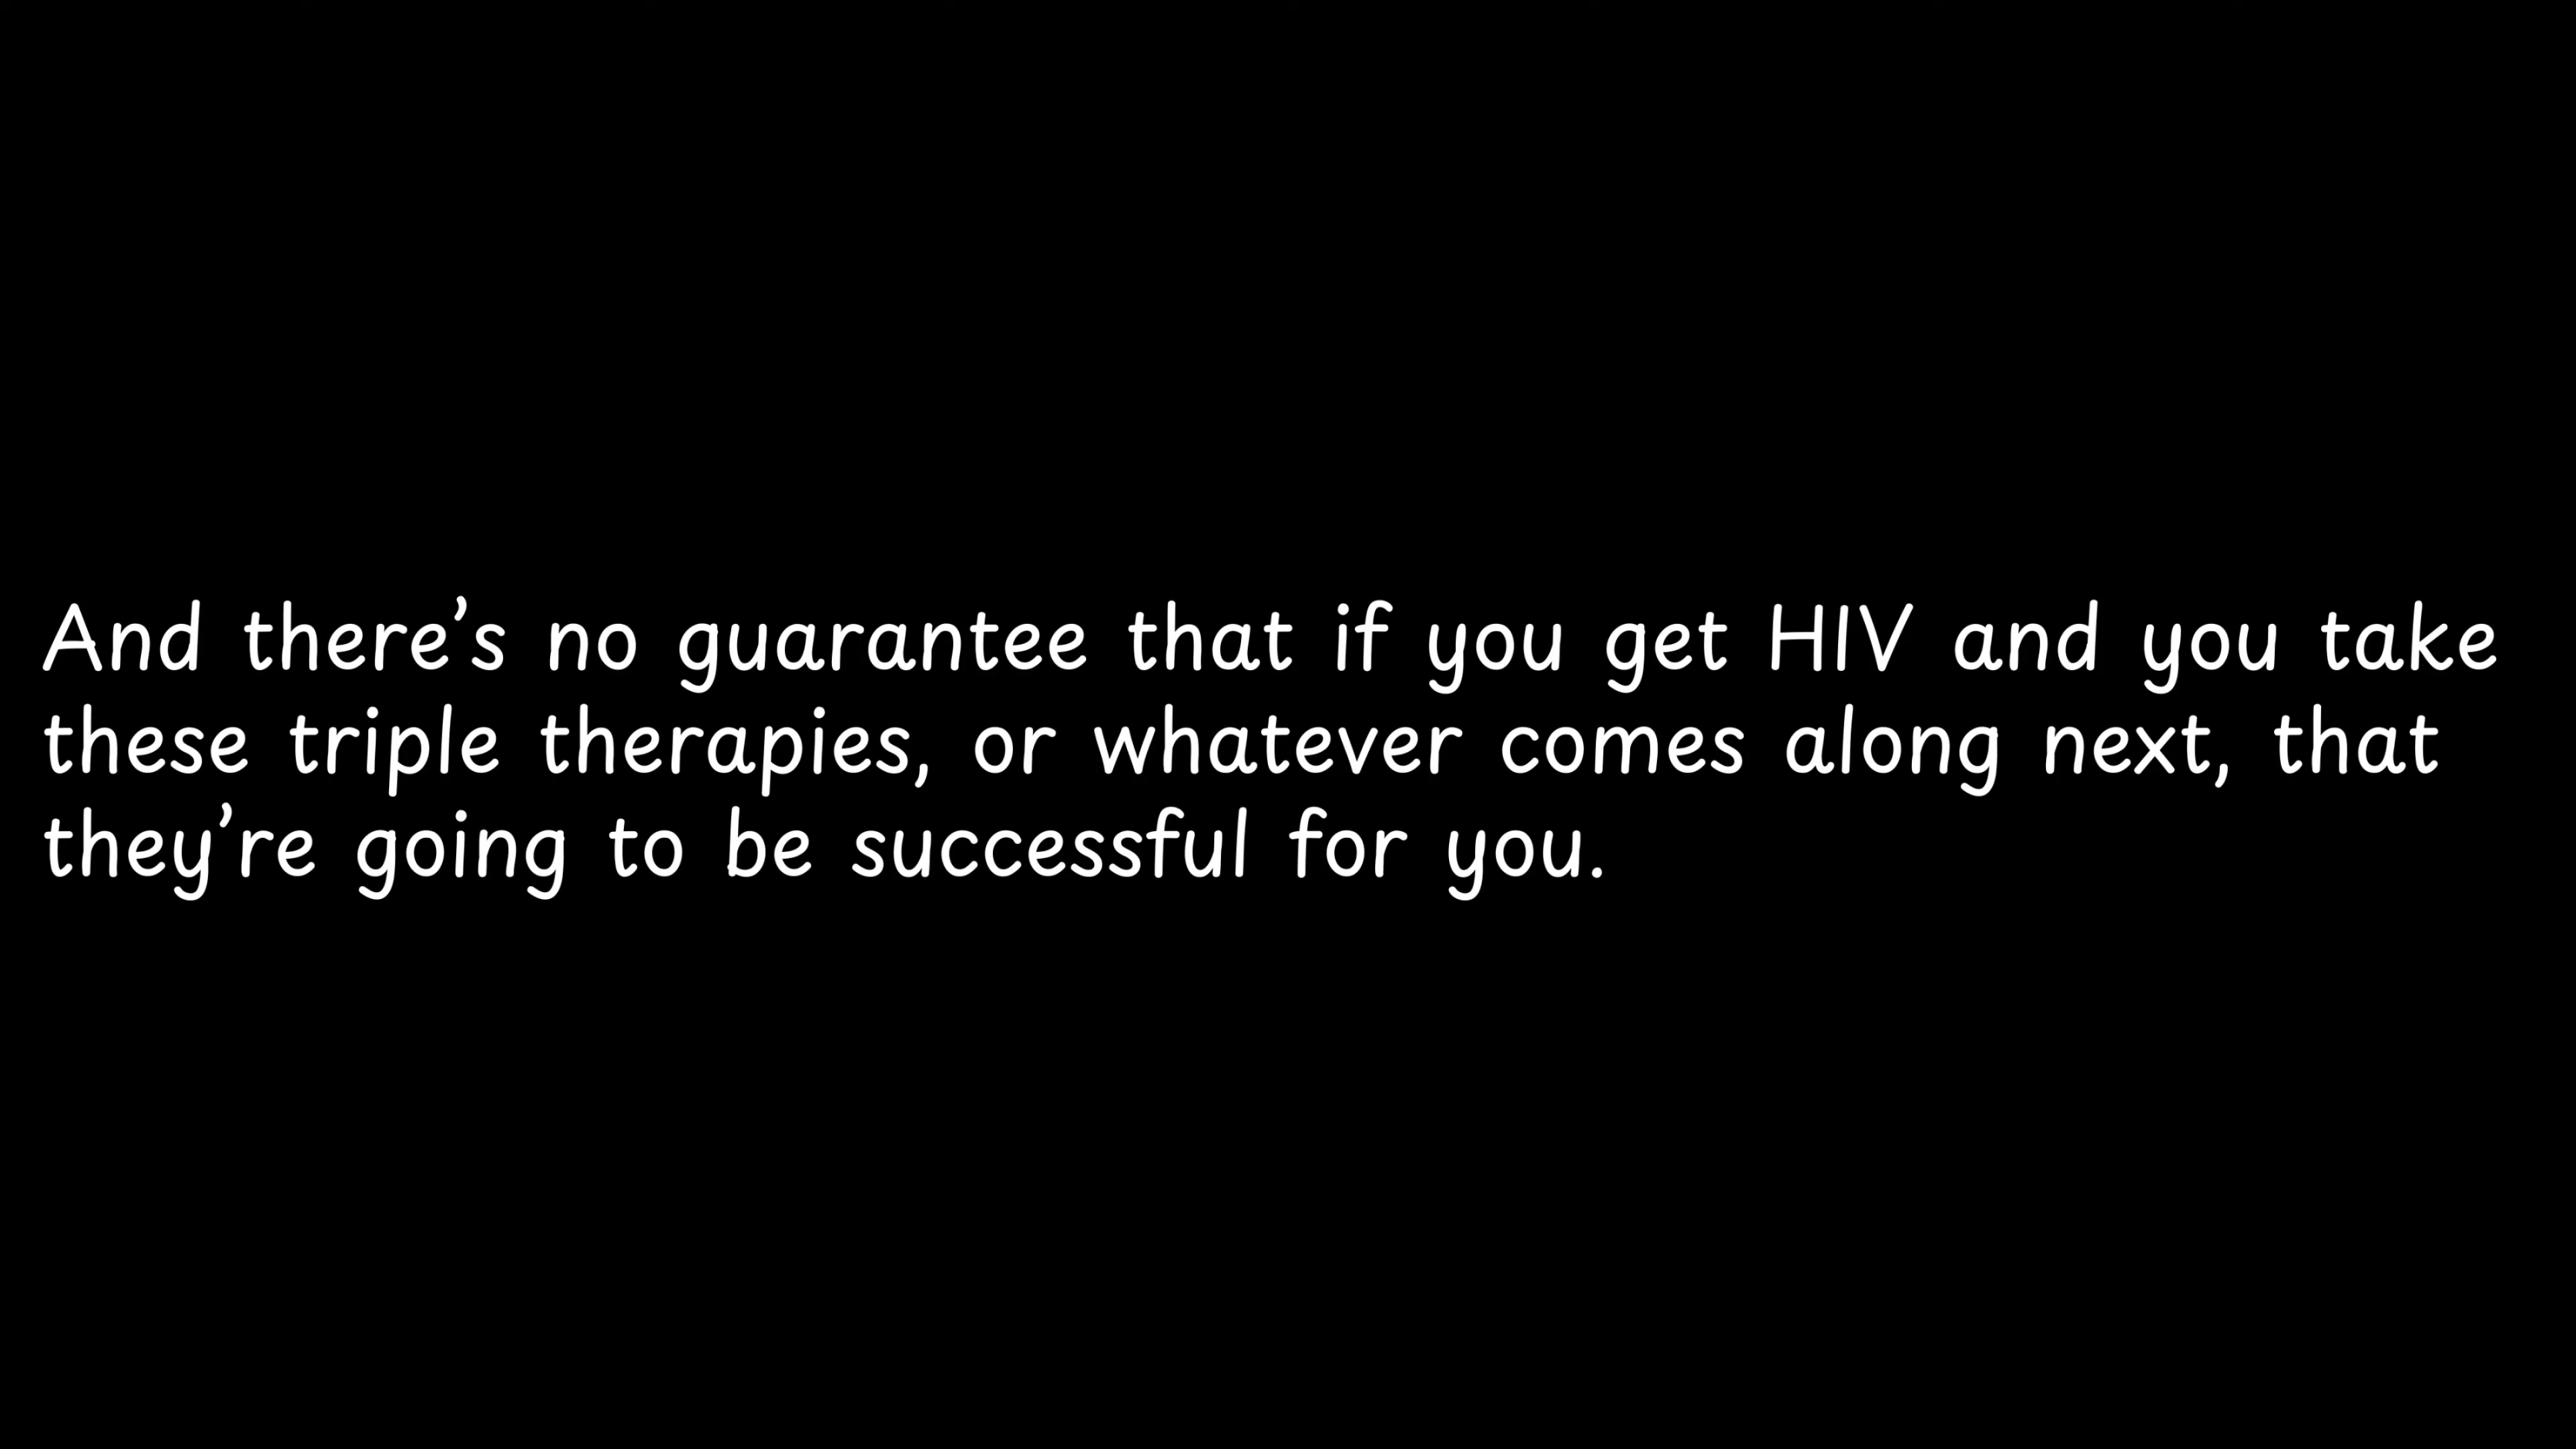 And there’s no guarantee that if you get HIV and you take
these triple therapies, or whatever comes along next, that
they’re going to be successful for you.